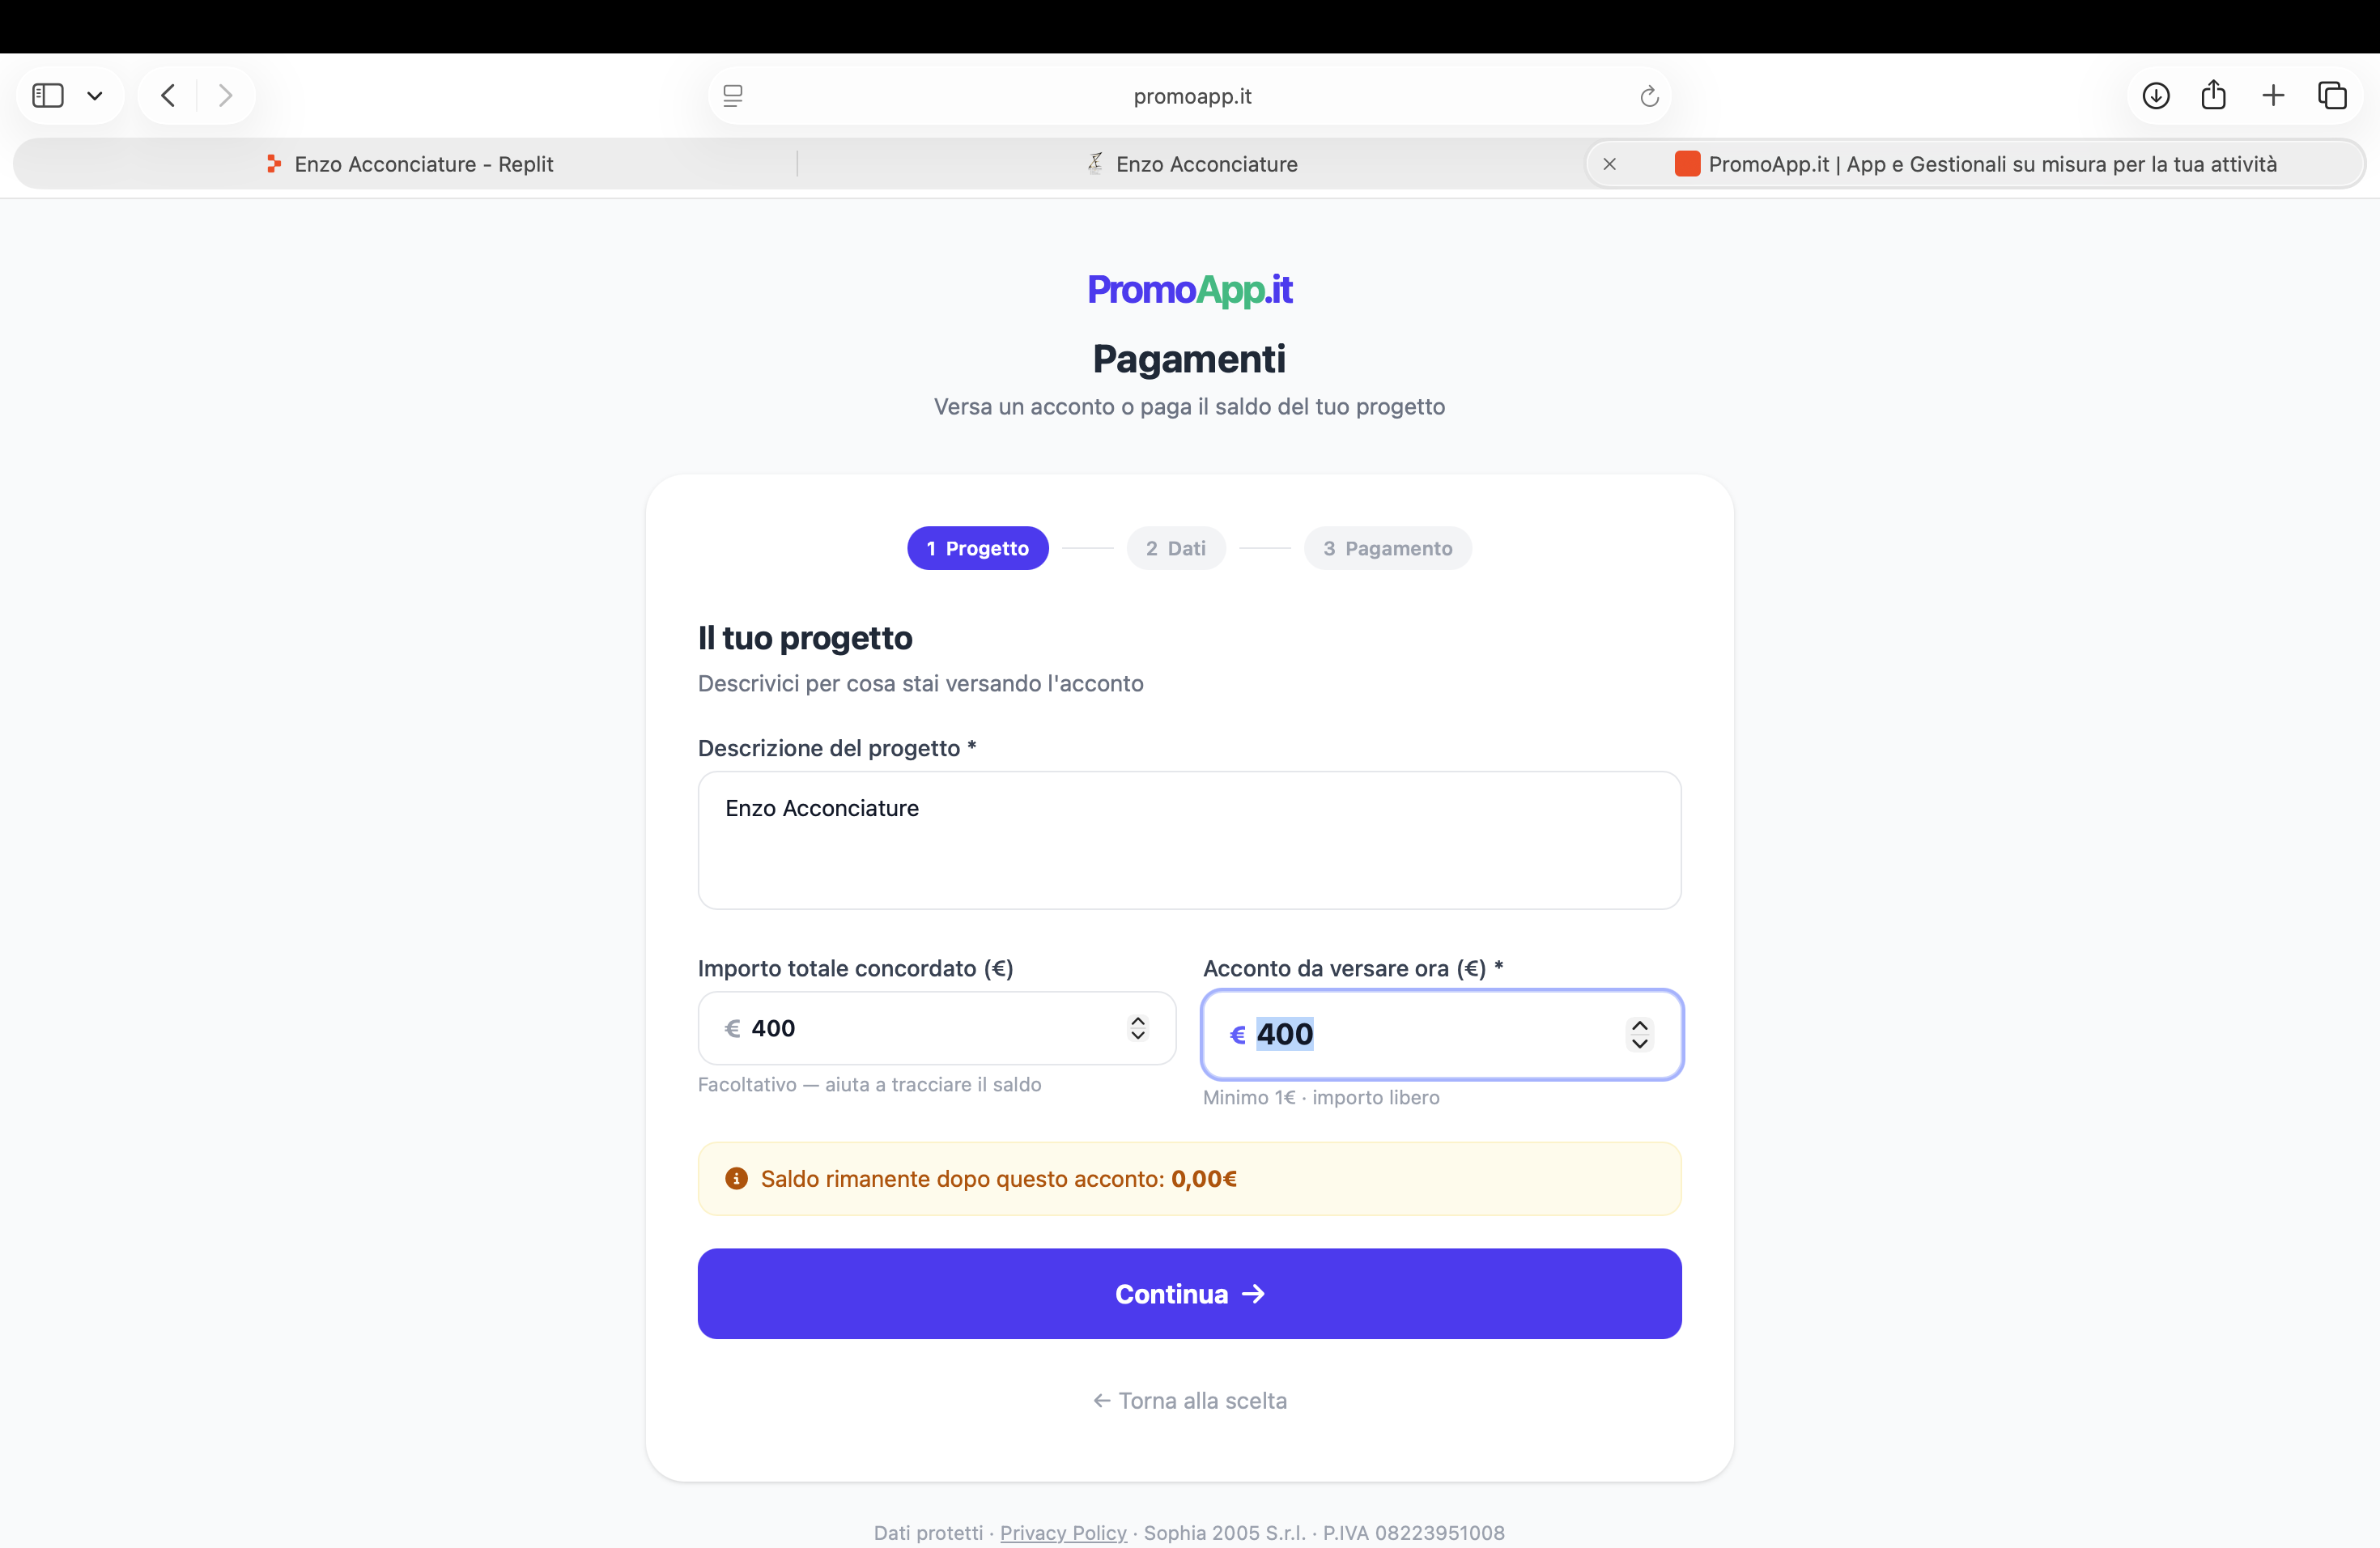 promoapp.it
Enzo Acconciature - Replit
Enzo Acconciature
PromoApp.it | App e Gestionali su misura per la tua attività
PromoApp.it
Pagamenti
Versa un acconto o paga il saldo del tuo progetto
1 Progetto
2 Dati
3 Pagamento
Il tuo progetto
Descrivici per cosa stai versando l'acconto
Descrizione del progetto *
Enzo Acconciature
Importo totale concordato (€)
€ 400
Facoltativo — aiuta a tracciare il saldo
Acconto da versare ora (€) *
€ 400
Minimo 1€ · importo libero
Saldo rimanente dopo questo acconto: 0,00€
Continua →
← Torna alla scelta
Dati protetti · Privacy Policy · Sophia 2005 S.r.l. · P.IVA 08223951008